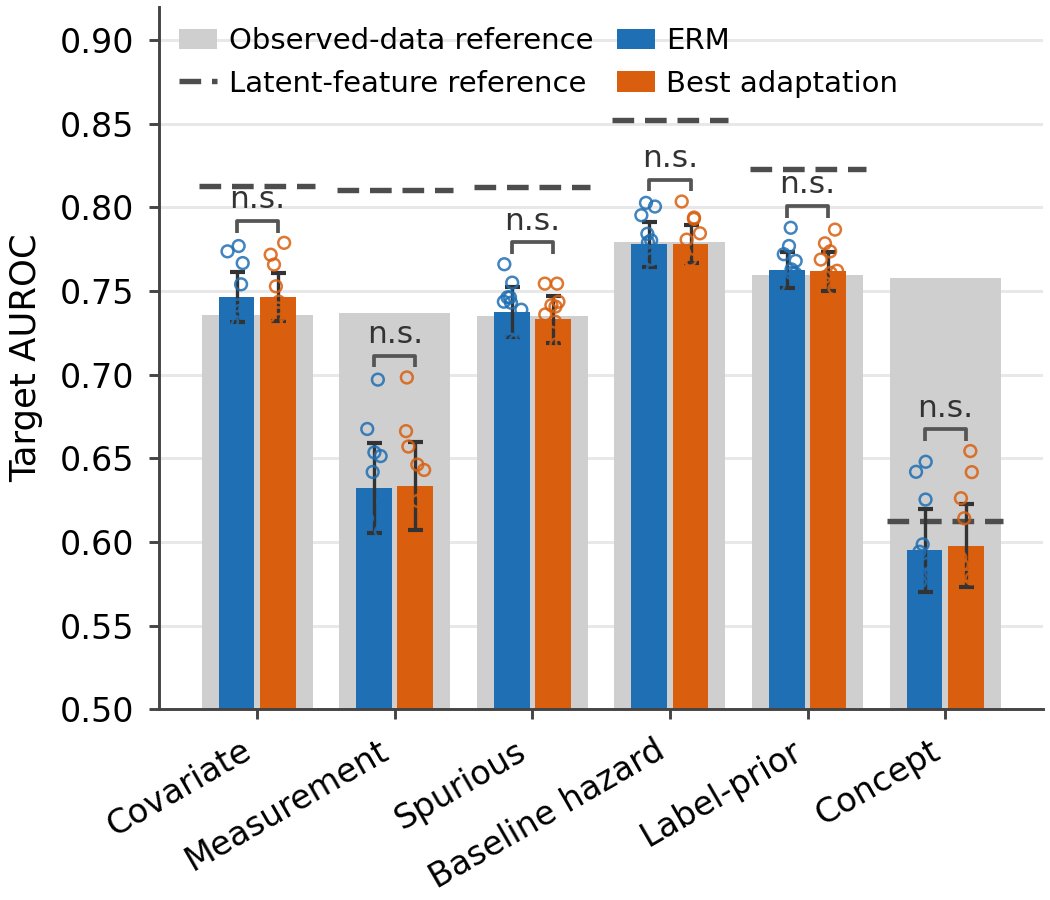 Observed-data reference
Latent-feature reference
ERM
Best adaptation
Target AUROC
0.90
0.85
0.80
0.75
0.70
0.65
0.60
0.55
0.50
n.s.
n.s.
n.s.
n.s.
n.s.
n.s.
Covariate
Measurement
Spurious
Baseline hazard
Label-prior
Concept